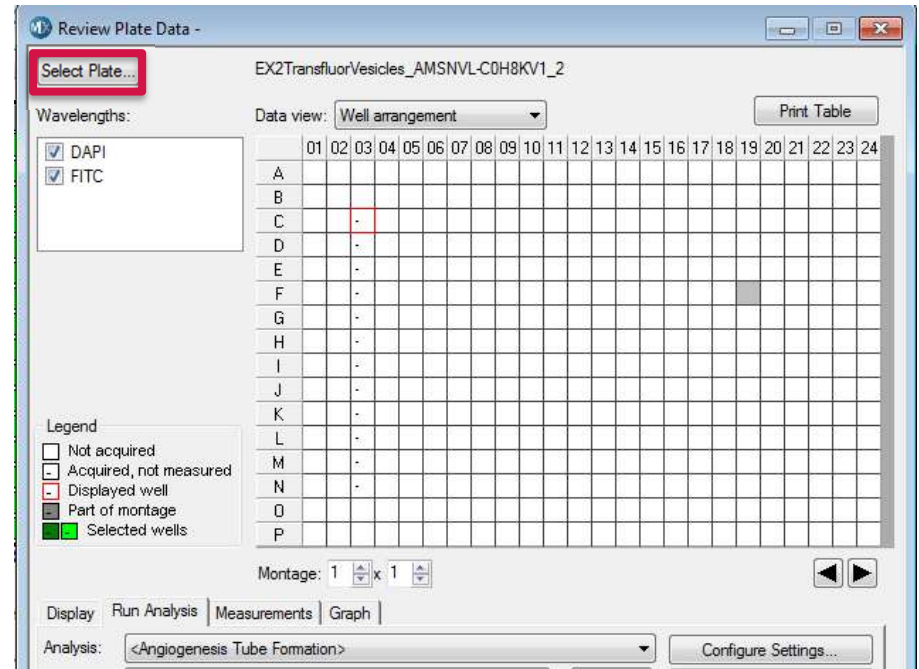 Review Plate Data -
Select Plate...
EX2TransfluorVesicles_AMSNVL-C0H8KV1_2
Wavelengths:
Data view: Well arrangement
Print Table
DAPI
FITC
01 02 03 04 05 06 07 08 09 10 11 12 13 14 15 16 17 18 19 20 21 22 23 24
A
B
C -
D -
E -
F -
G -
H -
I -
J -
K -
L -
M -
N -
O
P
Legend
Not acquired
- Acquired, not measured
- Displayed well
- Part of montage
- - Selected wells
Montage: 1 x 1
Display Run Analysis Measurements Graph
Analysis: <Angiogenesis Tube Formation> Configure Settings...